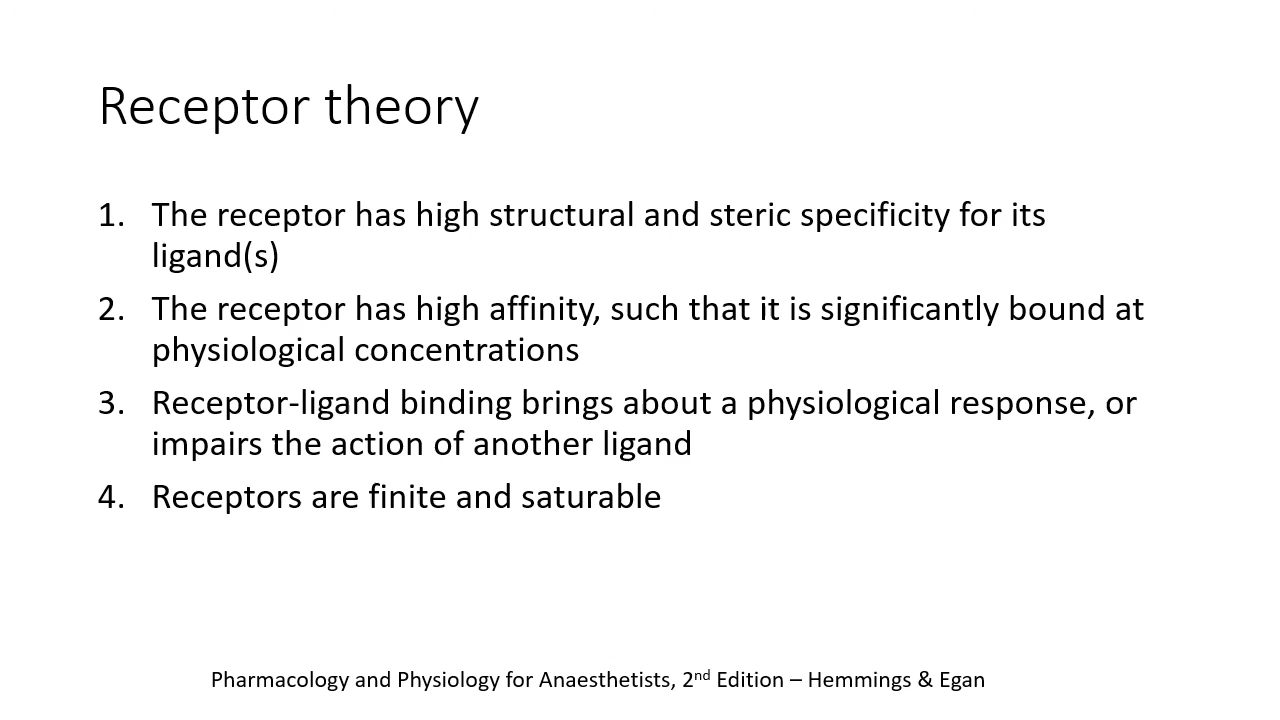 Receptor theory
1. The receptor has high structural and steric specificity for its
ligand(s)
2. The receptor has high affinity, such that it is significantly bound at
physiological concentrations
3. Receptor-ligand binding brings about a physiological response, or
impairs the action of another ligand
4. Receptors are finite and saturable
Pharmacology and Physiology for Anaesthetists, 2nd Edition – Hemmings & Egan